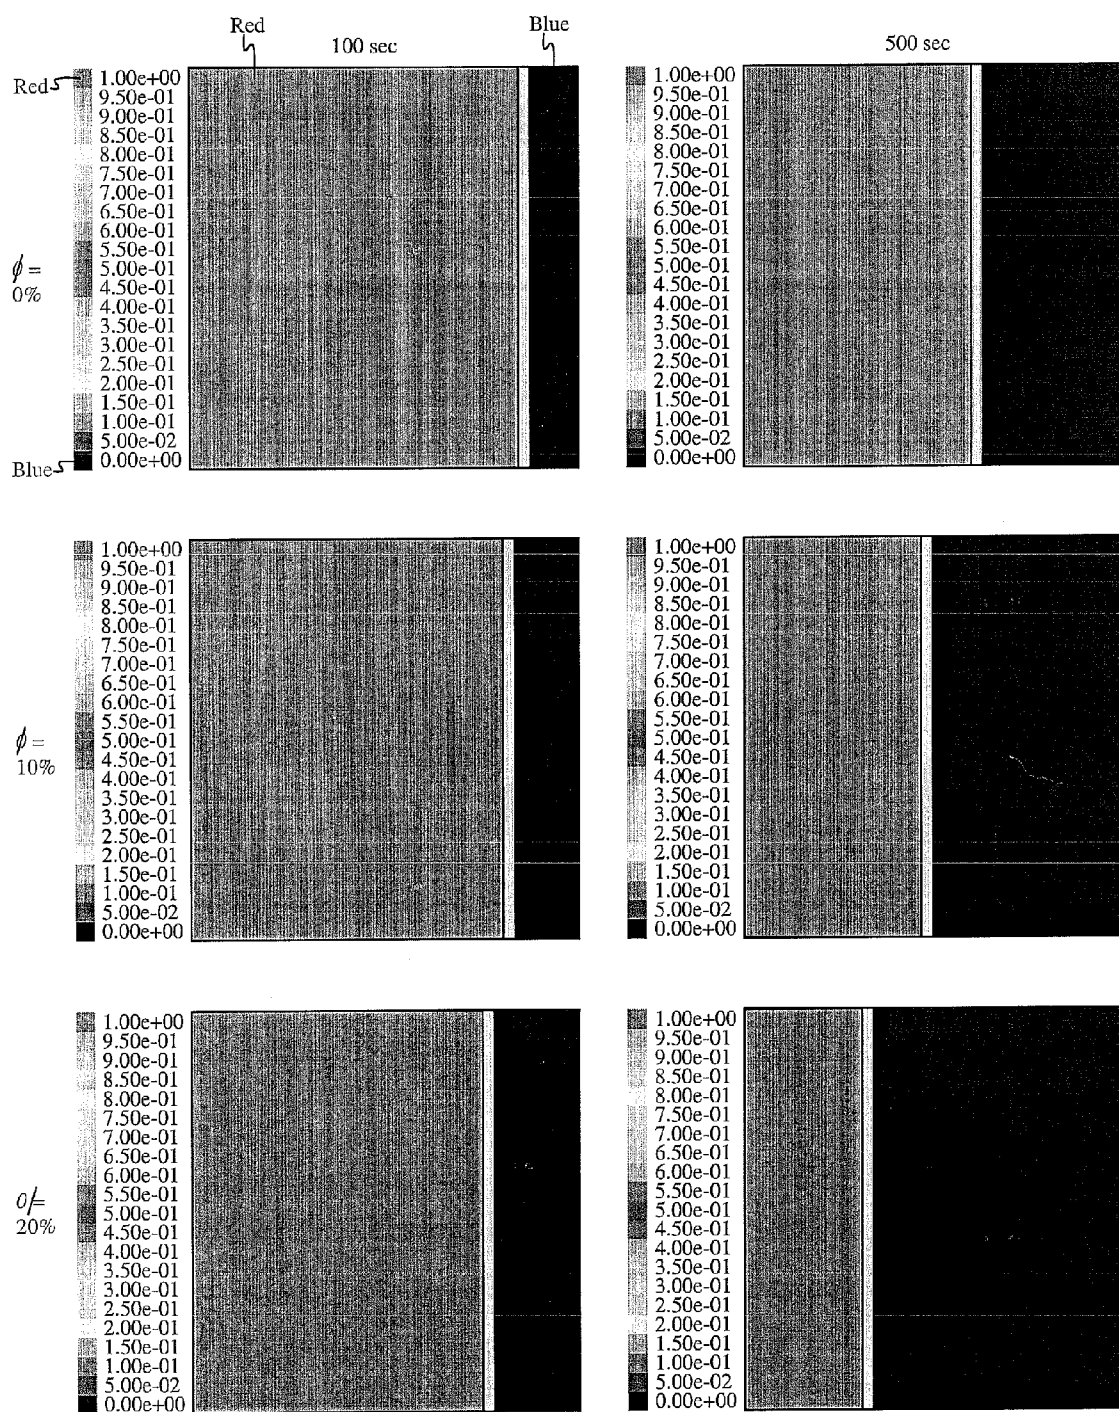 Red
Blue
100 sec
500 sec
Red
1.00e+00
9.50e-01
9.00e-01
8.50e-01
8.00e-01
7.50e-01
7.00e-01
6.50e-01
6.00e-01
5.50e-01
5.00e-01
4.50e-01
4.00e-01
3.50e-01
3.00e-01
2.50e-01
2.00e-01
1.50e-01
1.00e-01
5.00e-02
0.00e+00
Blue
ϕ =
0%
1.00e+00
9.50e-01
9.00e-01
8.50e-01
8.00e-01
7.50e-01
7.00e-01
6.50e-01
6.00e-01
5.50e-01
5.00e-01
4.50e-01
4.00e-01
3.50e-01
3.00e-01
2.50e-01
2.00e-01
1.50e-01
1.00e-01
5.00e-02
0.00e+00
ϕ =
10%
1.00e+00
9.50e-01
9.00e-01
8.50e-01
8.00e-01
7.50e-01
7.00e-01
6.50e-01
6.00e-01
5.50e-01
5.00e-01
4.50e-01
4.00e-01
3.50e-01
3.00e-01
2.50e-01
2.00e-01
1.50e-01
1.00e-01
5.00e-02
0.00e+00
1.00e+00
9.50e-01
9.00e-01
8.50e-01
8.00e-01
7.50e-01
7.00e-01
6.50e-01
6.00e-01
5.50e-01
5.00e-01
4.50e-01
4.00e-01
3.50e-01
3.00e-01
2.50e-01
2.00e-01
1.50e-01
1.00e-01
5.00e-02
0.00e+00
0/=
20%
1.00e+00
9.50e-01
9.00e-01
8.50e-01
8.00e-01
7.50e-01
7.00e-01
6.50e-01
6.00e-01
5.50e-01
5.00e-01
4.50e-01
4.00e-01
3.50e-01
3.00e-01
2.50e-01
2.00e-01
1.50e-01
1.00e-01
5.00e-02
0.00e+00
1.00e+00
9.50e-01
9.00e-01
8.50e-01
8.00e-01
7.50e-01
7.00e-01
6.50e-01
6.00e-01
5.50e-01
5.00e-01
4.50e-01
4.00e-01
3.50e-01
3.00e-01
2.50e-01
2.00e-01
1.50e-01
1.00e-01
5.00e-02
0.00e+00